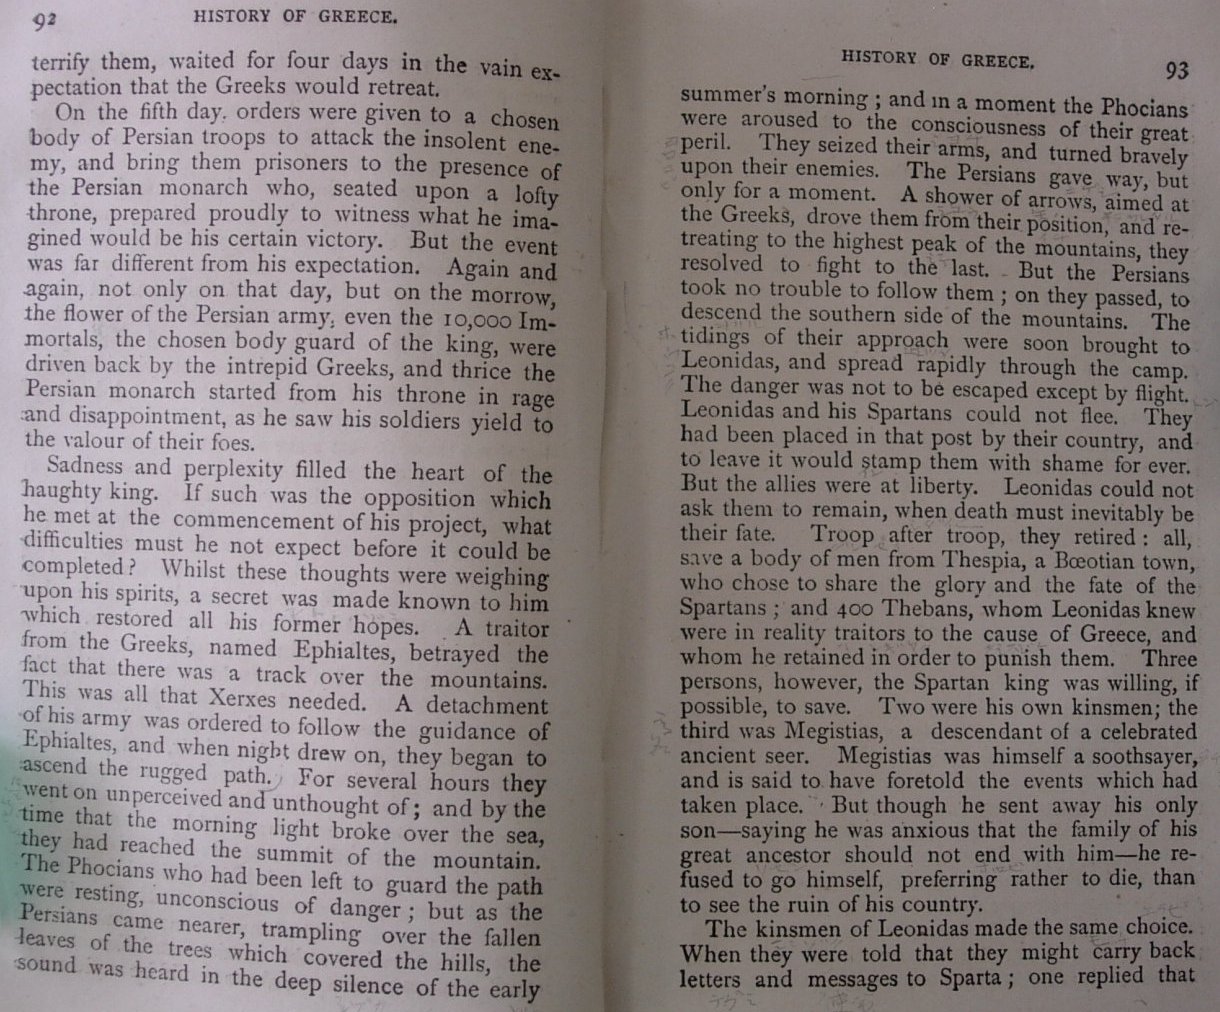 92
HISTORY OF GREECE.
terrify them, waited for four days in the vain ex-
pectation that the Greeks would retreat.
On the fifth day, orders were given to a chosen
body of Persian troops to attack the insolent ene-
my, and bring them prisoners to the presence of
the Persian monarch who, seated upon a lofty
throne, prepared proudly to witness what he ima-
gined would be his certain victory. But the event
was far different from his expectation. Again and
again, not only on that day, but on the morrow,
the flower of the Persian army, even the 10,000 Im-
mortals, the chosen body guard of the king, were
driven back by the intrepid Greeks, and thrice the
Persian monarch started from his throne in rage
and disappointment, as he saw his soldiers yield to
the valour of their foes.
Sadness and perplexity filled the heart of the
haughty king. If such was the opposition which
he met at the commencement of his project, what
difficulties must he not expect before it could be
completed? Whilst these thoughts were weighing
upon his spirits, a secret was made known to him
which restored all his former hopes. A traitor
from the Greeks, named Ephialtes, betrayed the
fact that there was a track over the mountains.
This was all that Xerxes needed. A detachment
of his army was ordered to follow the guidance of
Ephialtes, and when night drew on, they began to
ascend the rugged path. For several hours they
went on unperceived and unthought of; and by the
time that the morning light broke over the sea,
they had reached the summit of the mountain.
The Phocians who had been left to guard the path
were resting, unconscious of danger; but as the
Persians came nearer, trampling over the fallen
leaves of the trees which covered the hills, the
sound was heard in the deep silence of the early
HISTORY OF GREECE.
93
summer's morning; and in a moment the Phocians
were aroused to the consciousness of their great
peril. They seized their arms, and turned bravely
upon their enemies. The Persians gave way, but
only for a moment. A shower of arrows, aimed at
the Greeks, drove them from their position, and re-
treating to the highest peak of the mountains, they
resolved to fight to the last. But the Persians
took no trouble to follow them; on they passed, to
descend the southern side of the mountains. The
tidings of their approach were soon brought to
Leonidas, and spread rapidly through the camp.
The danger was not to be escaped except by flight.
Leonidas and his Spartans could not flee. They
had been placed in that post by their country, and
to leave it would stamp them with shame for ever.
But the allies were at liberty. Leonidas could not
ask them to remain, when death must inevitably be
their fate. Troop after troop, they retired: all,
save a body of men from Thespia, a Bœotian town,
who chose to share the glory and the fate of the
Spartans; and 400 Thebans, whom Leonidas knew
were in reality traitors to the cause of Greece, and
whom he retained in order to punish them. Three
persons, however, the Spartan king was willing, if
possible, to save. Two were his own kinsmen; the
third was Megistias, a descendant of a celebrated
ancient seer. Megistias was himself a soothsayer,
and is said to have foretold the events which had
taken place. But though he sent away his only
son—saying he was anxious that the family of his
great ancestor should not end with him—he re-
fused to go himself, preferring rather to die, than
to see the ruin of his country.
The kinsmen of Leonidas made the same choice.
When they were told that they might carry back
letters and messages to Sparta; one replied that